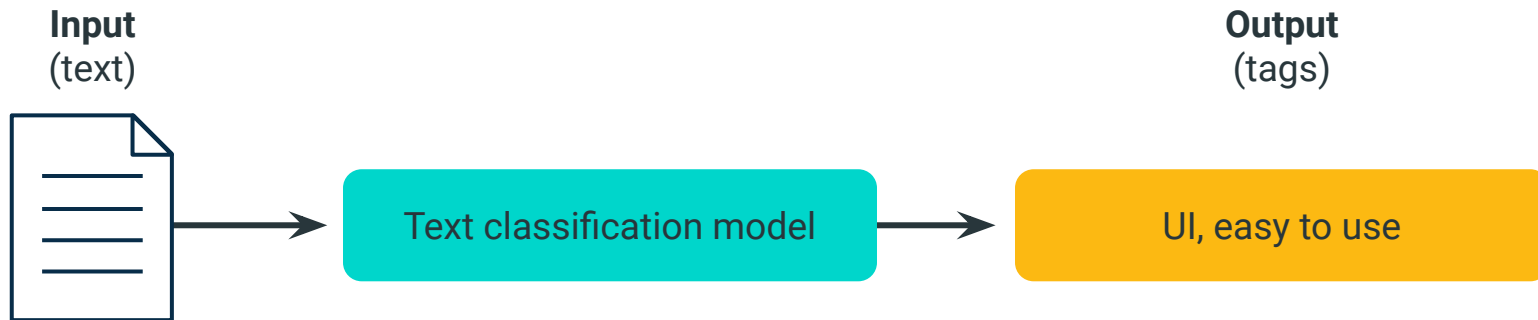 Input
(text)
Output
(tags)
Text classification model
UI, easy to use